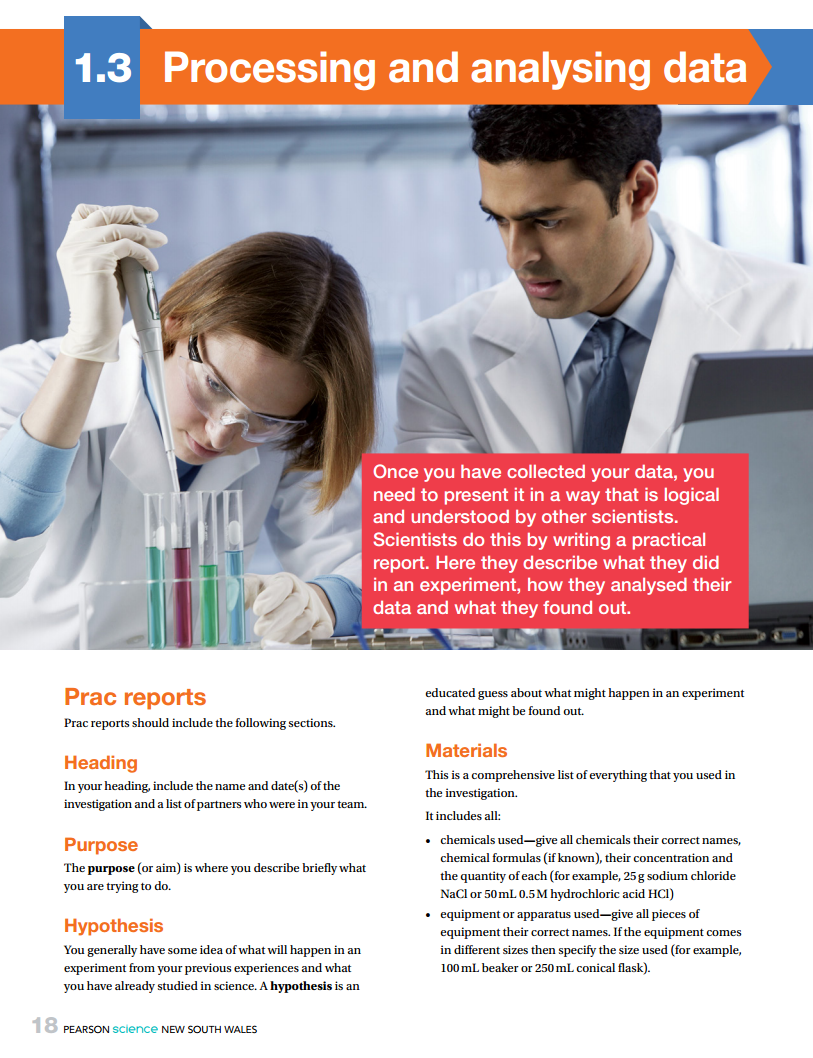 1.3 Processing and analysing data
Once you have collected your data, you
need to present it in a way that is logical
and understood by other scientists.
Scientists do this by writing a practical
report. Here they describe what they did
in an experiment, how they analysed their
data and what they found out.
Prac reports
Prac reports should include the following sections.
Heading
In your heading, include the name and date(s) of the
investigation and a list of partners who were in your team.
Purpose
The purpose (or aim) is where you describe briefly what
you are trying to do.
Hypothesis
You generally have some idea of what will happen in an
experiment from your previous experiences and what
you have already studied in science. A hypothesis is an
educated guess about what might happen in an experiment
and what might be found out.
Materials
This is a comprehensive list of everything that you used in
the investigation.
It includes all:
• chemicals used—give all chemicals their correct names,
chemical formulas (if known), their concentration and
the quantity of each (for example, 25 g sodium chloride
NaCl or 50 mL 0.5 M hydrochloric acid HCl)
• equipment or apparatus used—give all pieces of
equipment their correct names. If the equipment comes
in different sizes then specify the size used (for example,
100 mL beaker or 250 mL conical flask).
18 PEARSON science NEW SOUTH WALES